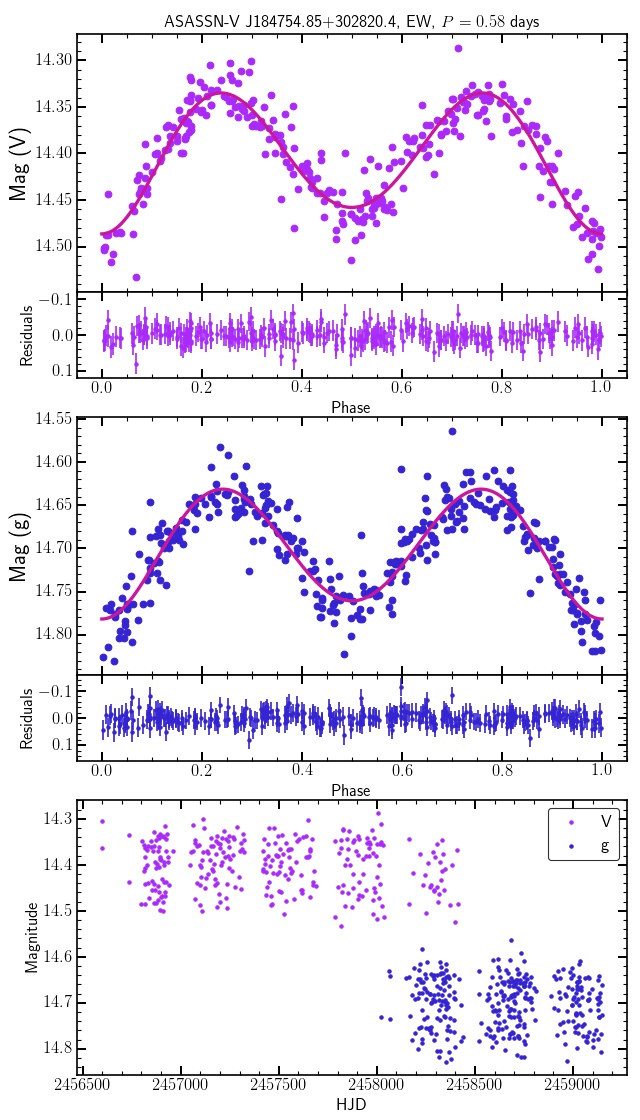 ASASSN-V J184754.85+302820.4, EW, P = 0.58 days
Mag (V)
14.30
14.35
14.40
14.45
14.50
Residuals
−0.1
0.0
0.1
0.0 0.2 0.4 0.6 0.8 1.0
Phase
Mag (g)
14.55
14.60
14.65
14.70
14.75
14.80
Residuals
−0.1
0.0
0.1
0.0 0.2 0.4 0.6 0.8 1.0
Phase
Magnitude
14.3
14.4
14.5
14.6
14.7
14.8
V
g
2456500 2457000 2457500 2458000 2458500 2459000
HJD